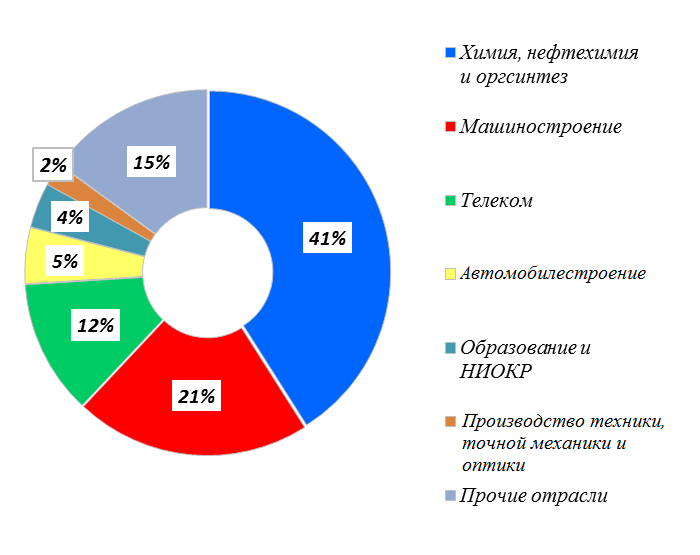 Химия, нефтехимия
и оргсинтез
Машиностроение
Телеком
Автомобилестроение
Образование и
НИОКР
Производство техники,
точной механики и
оптики
Прочие отрасли
41%
21%
12%
5%
4%
2%
15%